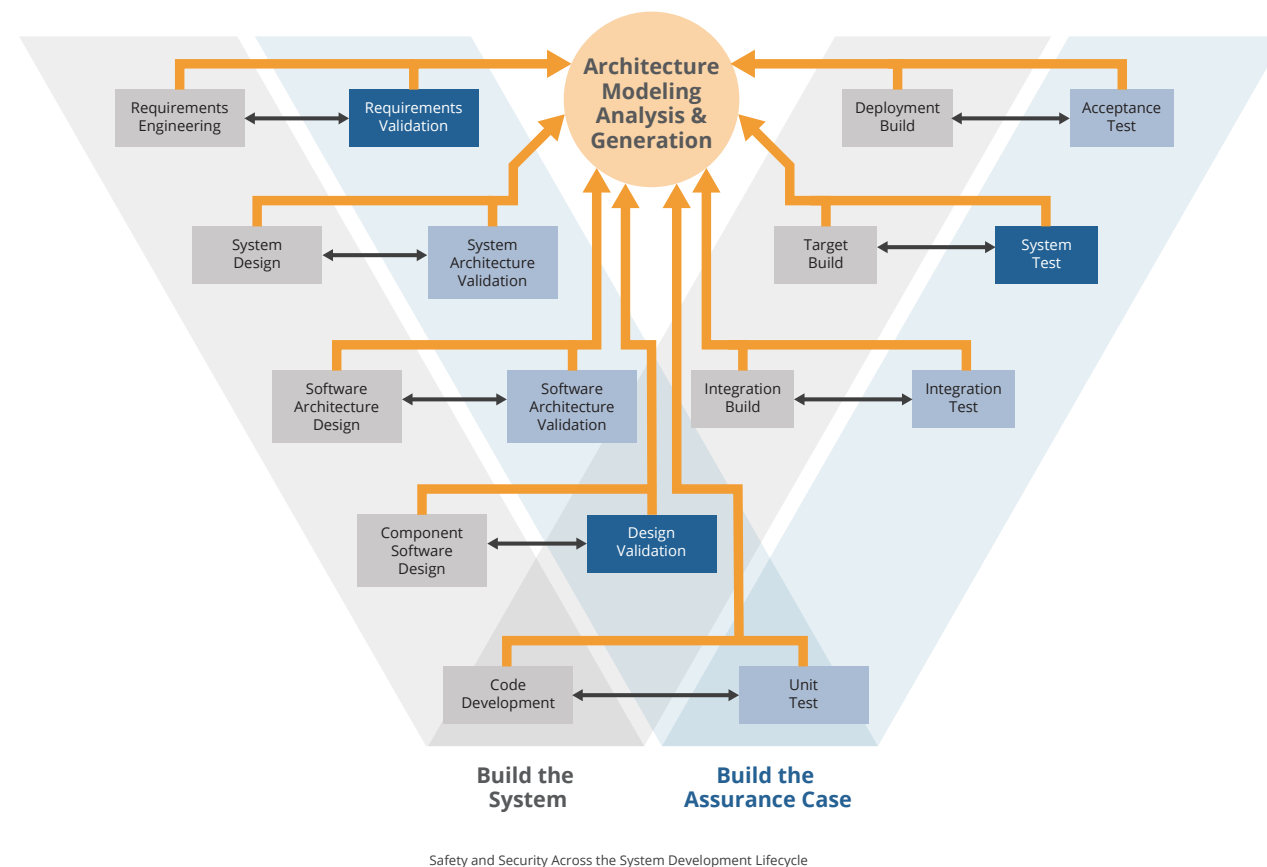 Architecture
Modeling
Analysis &
Generation
Requirements
Engineering
Requirements
Validation
Deployment
Build
Acceptance
Test
System
Design
System
Architecture
Validation
Target
Build
System
Test
Software
Architecture
Design
Software
Architecture
Validation
Integration
Build
Integration
Test
Component
Software
Design
Design
Validation
Code
Development
Unit
Test
Build the
System
Build the
Assurance Case
Safety and Security Across the System Development Lifecycle